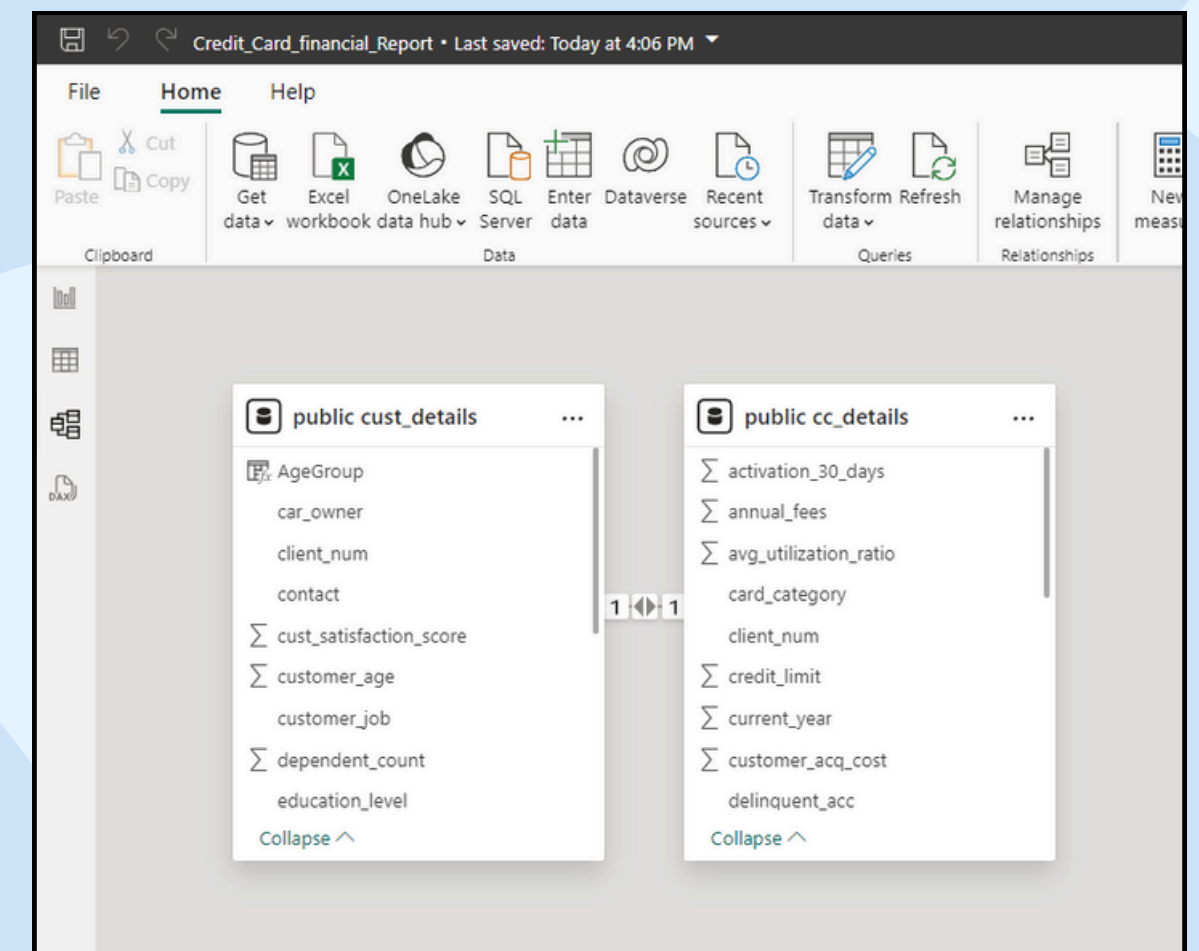 Credit_Card_financial_Report • Last saved: Today at 4:06 PM
File Home Help
Paste
Cut
Copy
Clipboard
Get data
Excel workbook
OneLake data hub
SQL Server
Enter data
Dataverse
Recent sources
Data
Transform data
Refresh
Queries
Manage relationships
Relationships
DAX
public cust_details
AgeGroup
car_owner
client_num
contact
cust_satisfaction_score
customer_age
customer_job
dependent_count
education_level
Collapse
1 1
public cc_details
activation_30_days
annual_fees
avg_utilization_ratio
card_category
client_num
credit_limit
current_year
customer_acq_cost
delinquent_acc
Collapse